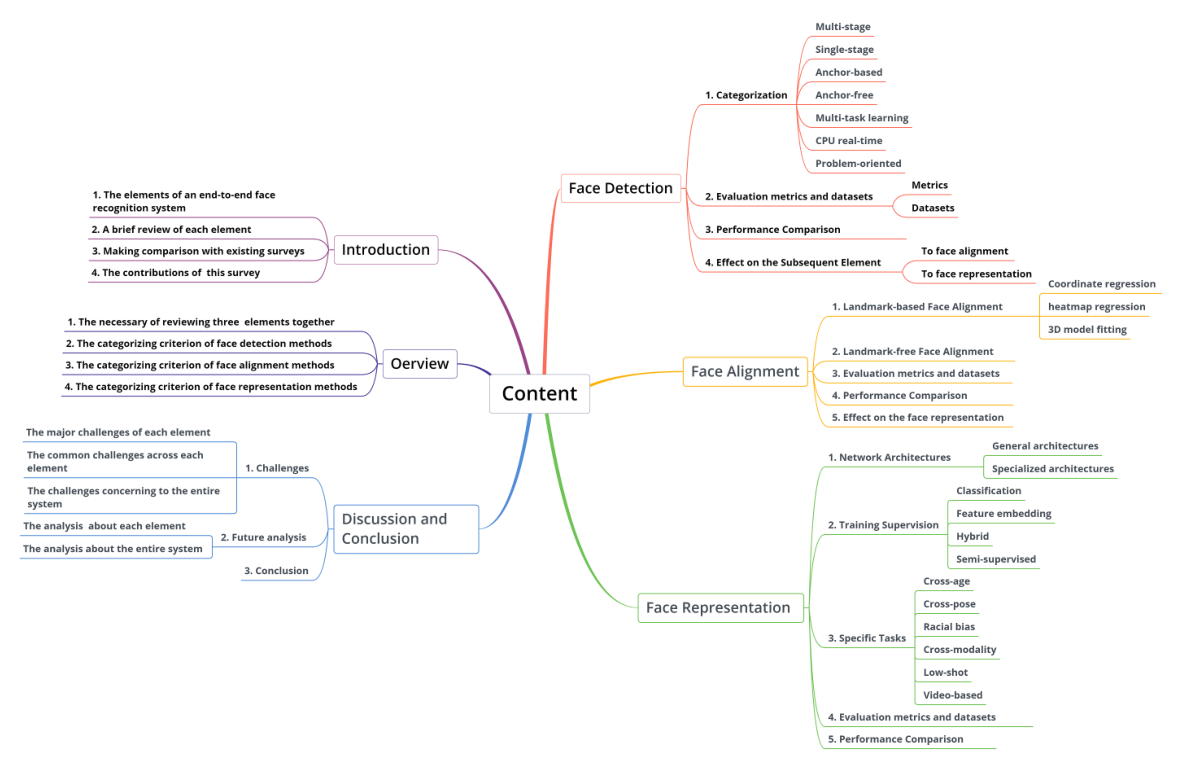 Content
Introduction
1. The elements of an end-to-end face
recognition system
2. A brief review of each element
3. Making comparison with existing surveys
4. The contributions of  this survey
Oerview
1. The necessary of reviewing three  elements together
2. The categorizing criterion of face detection methods
3. The categorizing criterion of face alignment methods
4. The categorizing criterion of face representation methods
Face Detection
1. Categorization
Multi-stage
Single-stage
Anchor-based
Anchor-free
Multi-task learning
CPU real-time
Problem-oriented
2. Evaluation metrics and datasets
Metrics
Datasets
3. Performance Comparison
4. Effect on the Subsequent Element
To face alignment
To face representation
Face Alignment
1. Landmark-based Face Alignment
Coordinate regression
heatmap regression
3D model fitting
2. Landmark-free Face Alignment
3. Evaluation metrics and datasets
4. Performance Comparison
5. Effect on the face representation
Face Representation
1. Network Architectures
General architectures
Specialized architectures
2. Training Supervision
Classification
Feature embedding
Hybrid
Semi-supervised
3. Specific Tasks
Cross-age
Cross-pose
Racial bias
Cross-modality
Low-shot
Video-based
4. Evaluation metrics and datasets
5. Performance Comparison
Discussion and
Conclusion
1. Challenges
The major challenges of each element
The common challenges across each
element
The challenges concerning to the entire
system
2. Future analysis
The analysis  about each element
The analysis about the entire system
3. Conclusion